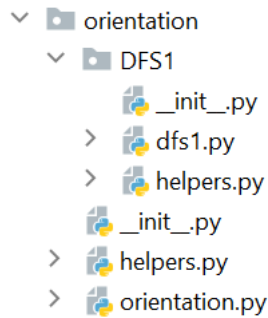 orientation
DFS1
__init__.py
dfs1.py
helpers.py
__init__.py
helpers.py
orientation.py